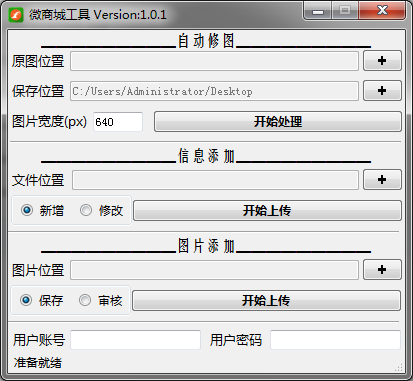 微商城工具 Version:1.0.1
自动修图
原图位置
保存位置 C:/Users/Administrator/Desktop
图片宽度(px) 640 开始处理
信息添加
文件位置
新增 修改 开始上传
图片添加
图片位置
保存 审核 开始上传
用户账号 用户密码
准备就绪